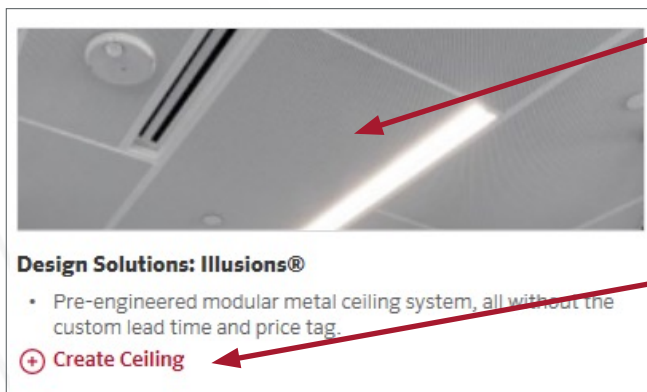 Design Solutions: Illusions®
• Pre-engineered modular metal ceiling system, all without the
custom lead time and price tag.
Create Ceiling